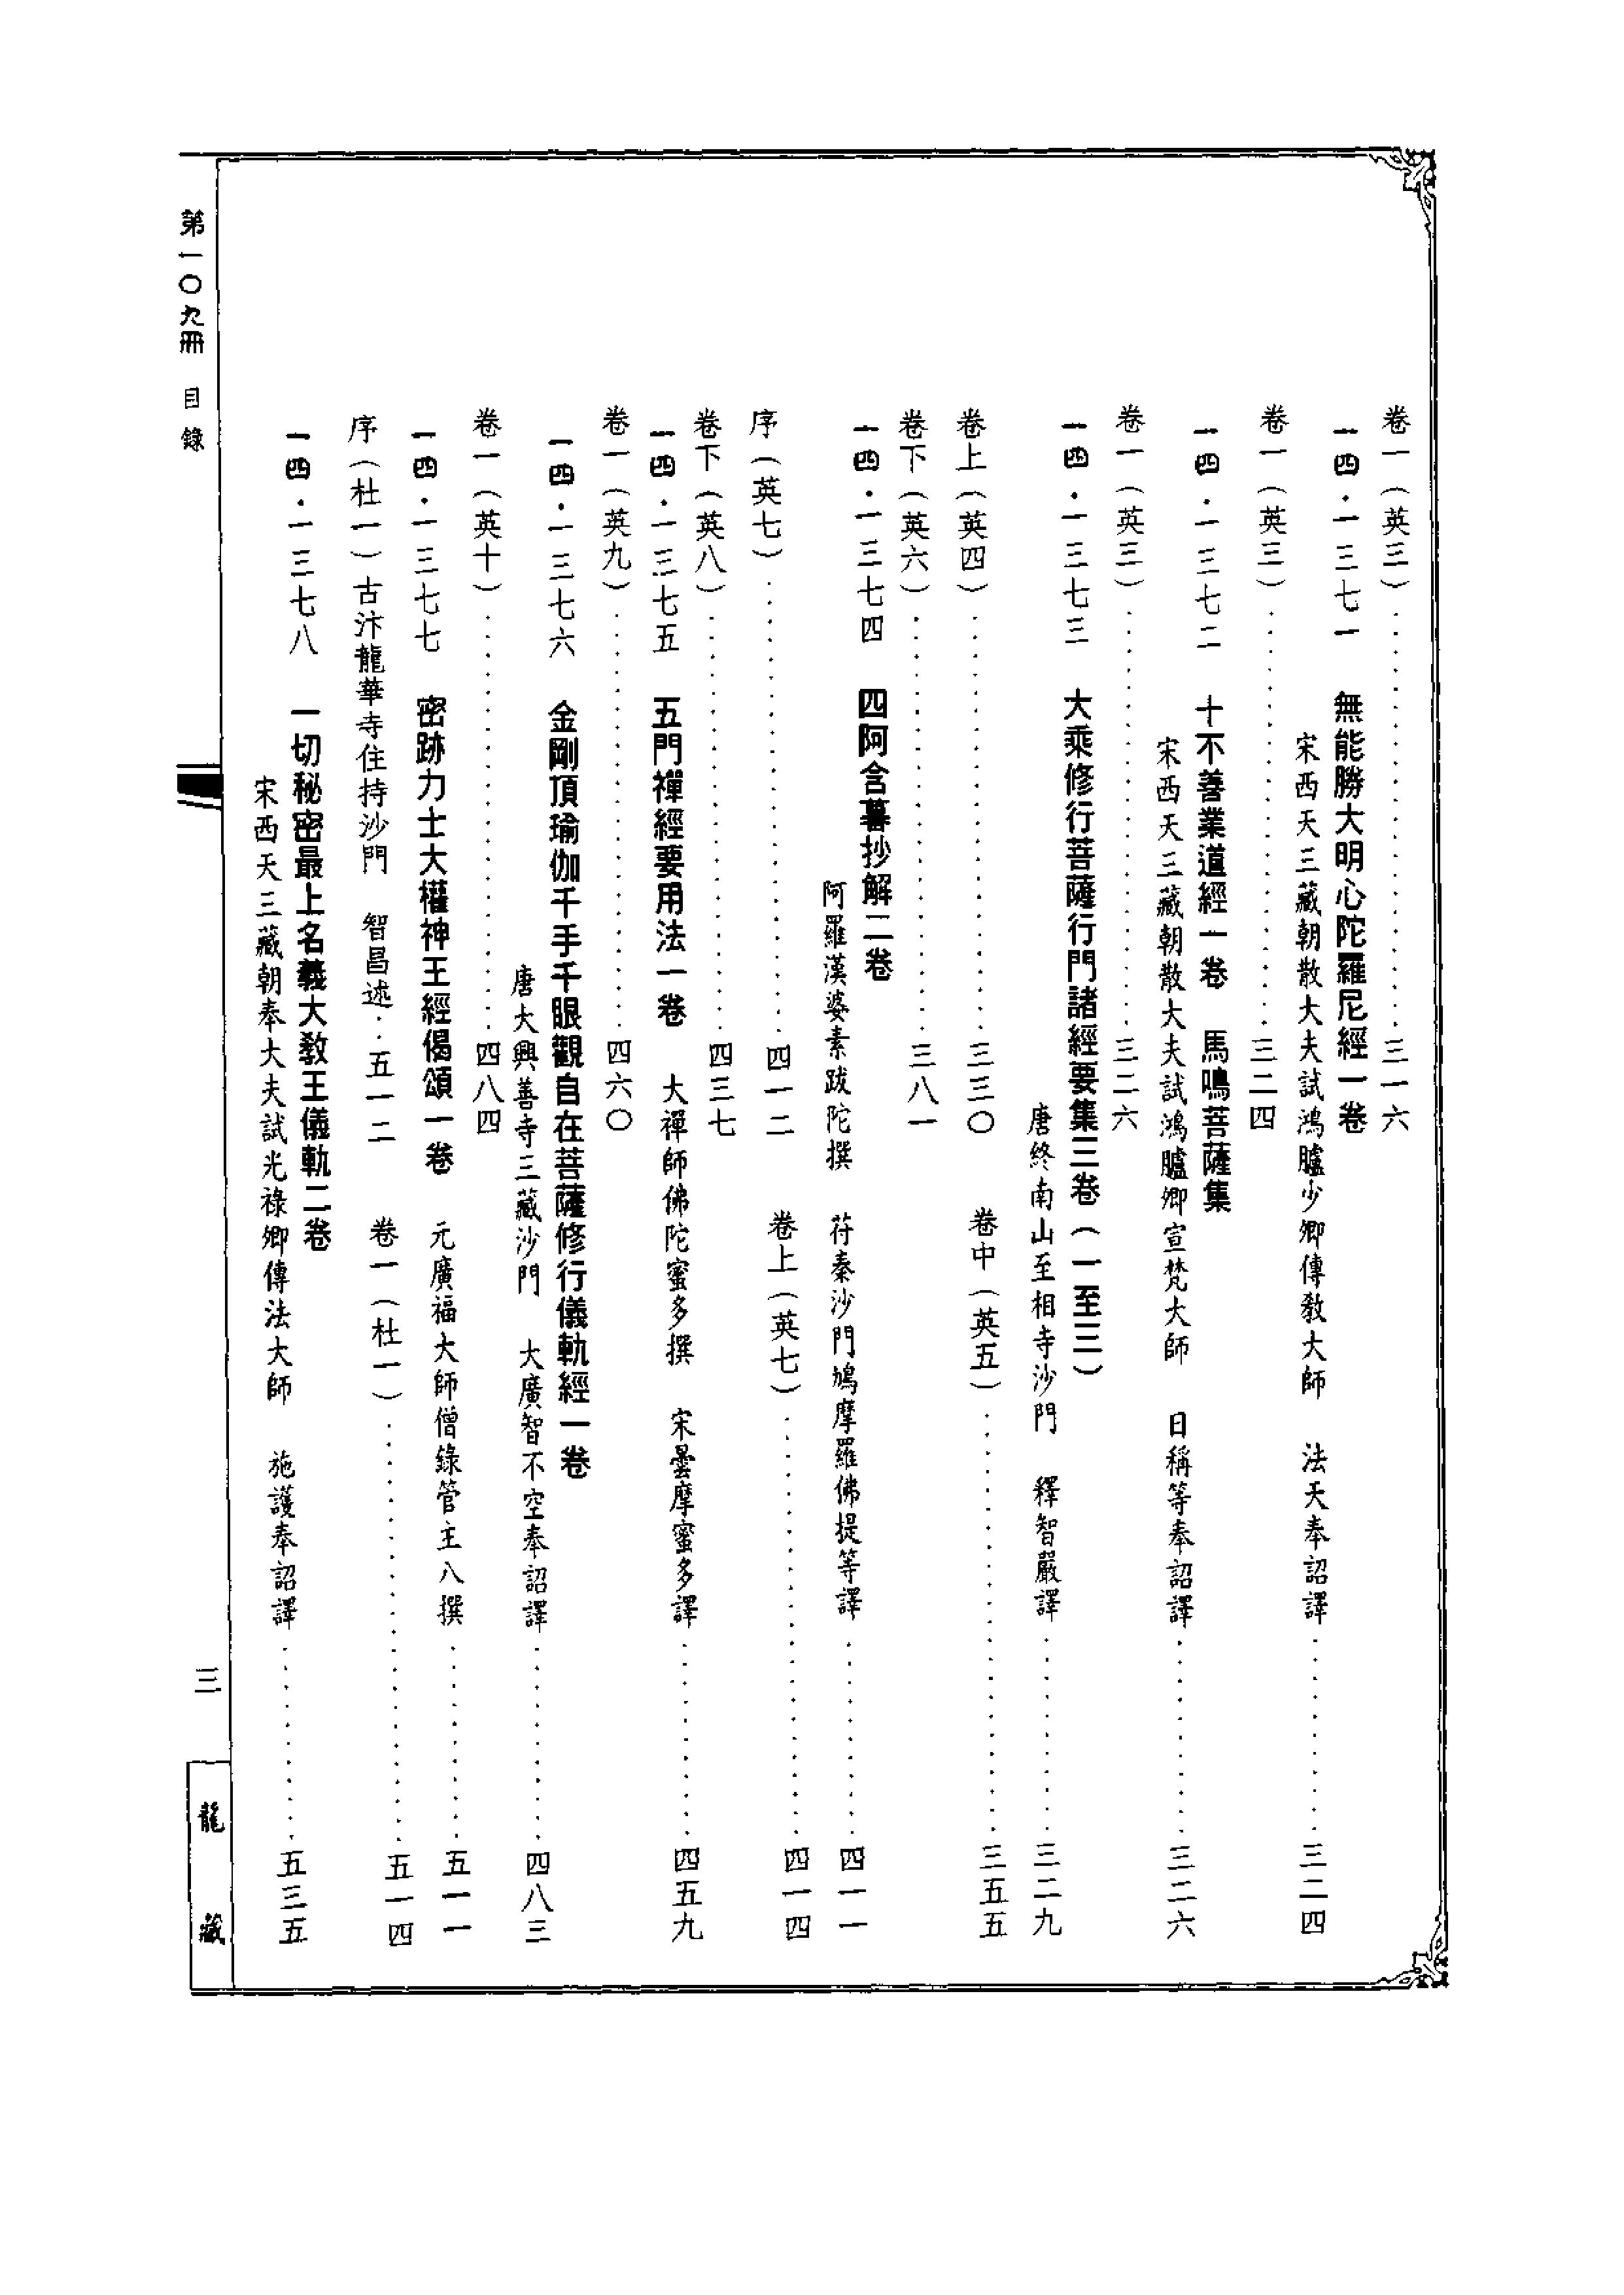 卷一（英三）……三一六
一四·一三七一　無能勝大明心陀羅尼經一卷
宋西天三藏朝散大夫試鴻臚少卿傳教大師　法天奉詔譯……三二四
卷一（英三）……三二四
一四·一三七二　十不善業道經一卷　馬鳴菩薩集
宋西天三藏朝散大夫試鴻臚卿宣梵大師　日稱等奉詔譯……三二六
卷一（英三）……三二六
一四·一三七三　大乘修行菩薩行門諸經要集三卷（一至三）
唐終南山至相寺沙門　釋智嚴譯……三二九
卷上（英四）……三三〇　卷中（英五）……三五五
卷下（英六）……三八一
一四·一三七四　四阿含暮抄解二卷
阿羅漢婆素跋陀撰　苻秦沙門鳩摩羅佛提等譯……四一一
序（英七）……四一二　卷上（英七）……四一四
卷下（英八）……四三七
一四·一三七五　五門禪經要用法一卷　大禪師佛陀蜜多撰　宋曇摩蜜多譯……四五九
卷一（英九）……四六〇
一四·一三七六　金剛頂瑜伽千手千眼觀自在菩薩修行儀軌經一卷
唐大興善寺三藏沙門　大廣智不空奉詔譯……四八三
卷一（英十）……四八四
一四·一三七七　密跡力士大權神王經偈頌一卷　元廣福大師僧錄管主八撰……五一一
序（杜一）古汴龍華寺住持沙門　智昌述‥五一二　卷一（杜一）……五一四
一四·一三七八　一切秘密最上名義大教王儀軌二卷
宋西天三藏朝奉大夫試光祿卿傳法大師　施護奉詔譯……五三五
第一〇九冊　目錄
三
龍藏